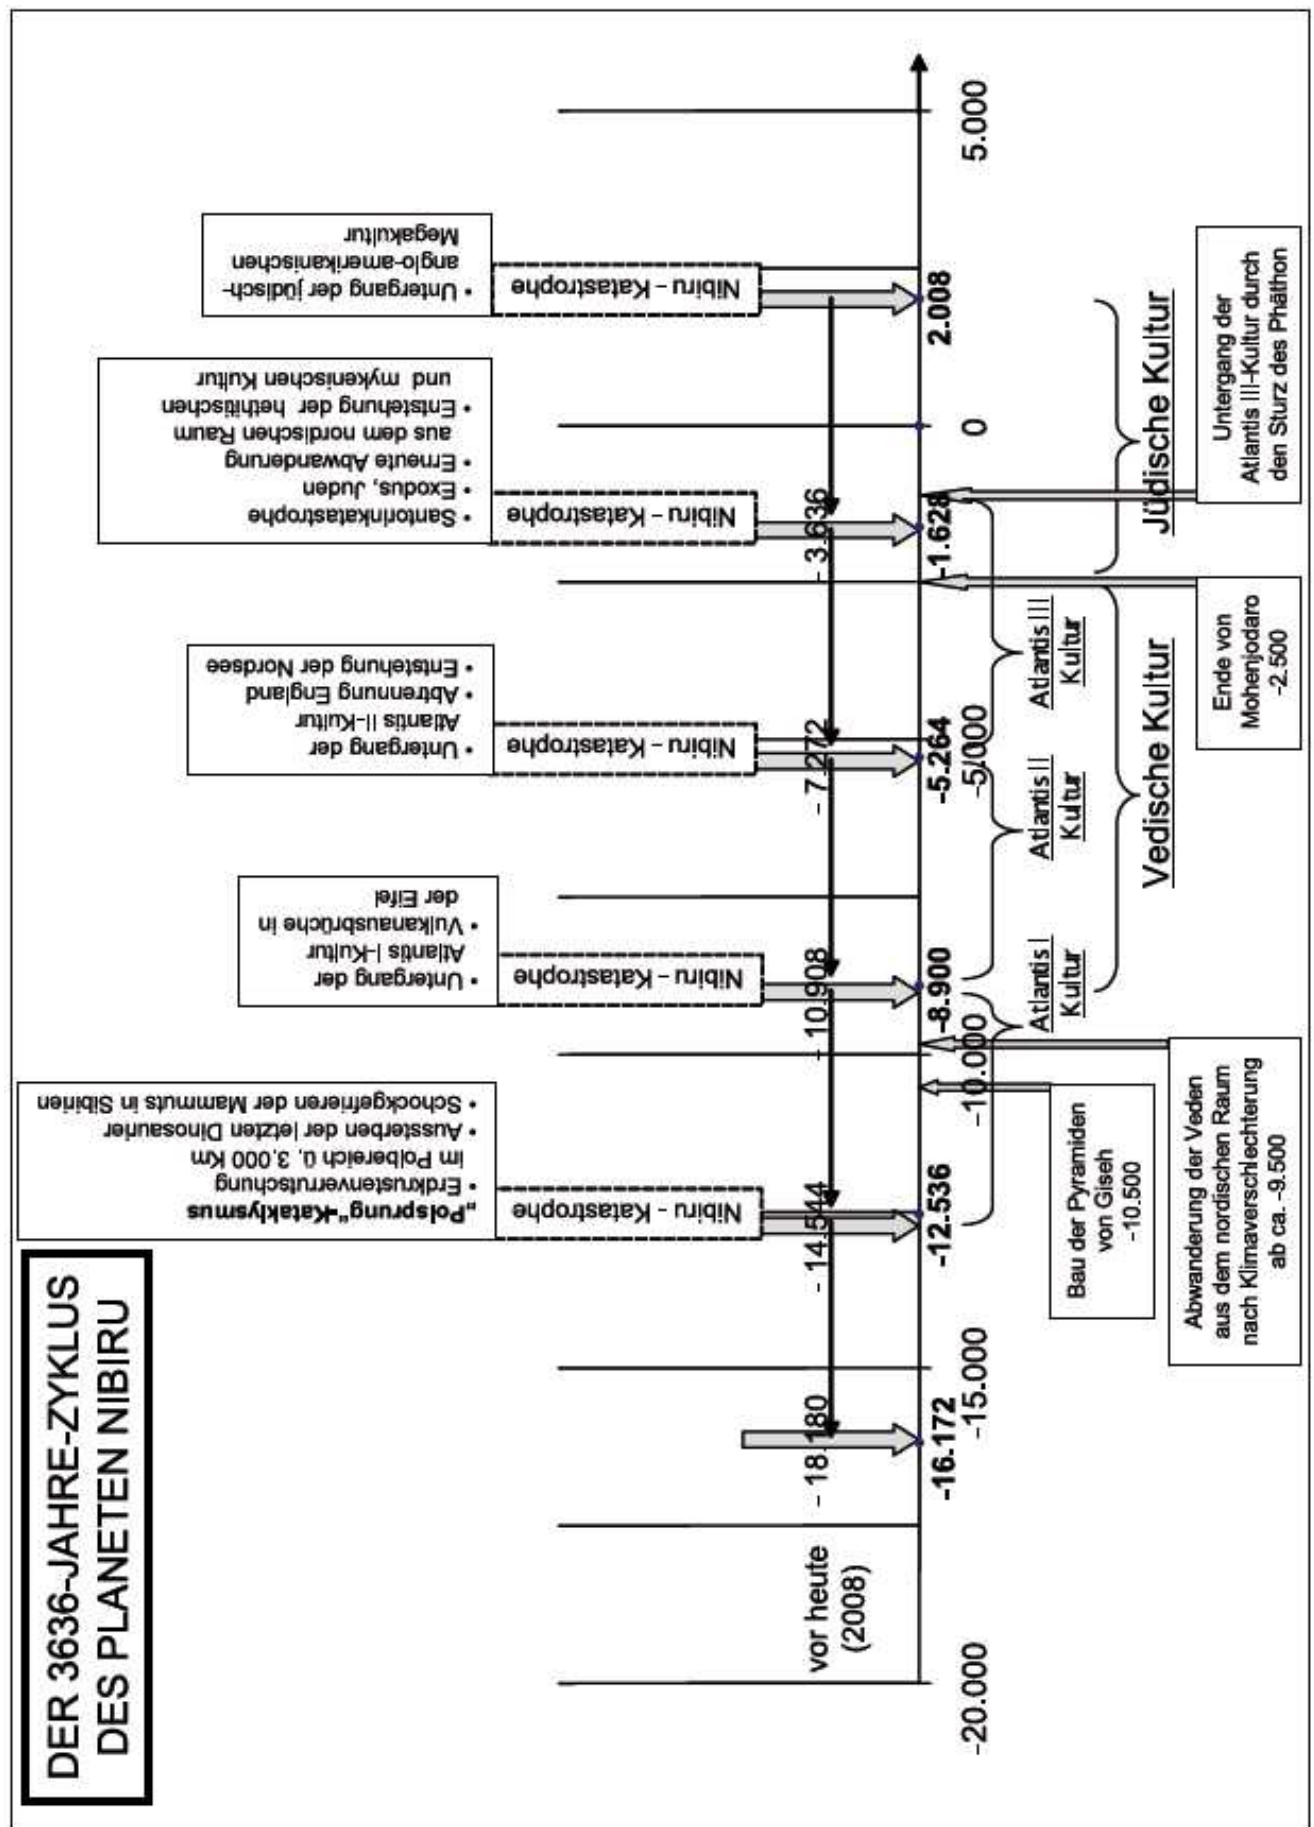 DER 3636-JAHRE-ZYKLUS
DES PLANETEN NIBIRU
„Polsprung“-Kataklysmus
• Erdkrustenverrutschung
im Polbereich ü. 3.000 Km
• Aussterben der letzten Dinosaurier
• Schockgefrieren der Mammuts in Sibirien
Nibiru – Katastrophe
• Untergang der
Atlantis I-Kultur
• Vulkanausbrüche in
der Eifel
Nibiru – Katastrophe
• Untergang der
Atlantis II-Kultur
• Abtrennung England
• Entstehung der Nordsee
Nibiru – Katastrophe
• Santorinkatastrophe
• Exodus, Juden
• Erneute Abwanderung
aus dem nordischen Raum
• Entstehung der hethitischen
und mykenischen Kultur
Nibiru – Katastrophe
• Untergang der jüdisch-
anglo-amerikanischen
Megakultur
Nibiru – Katastrophe
vor heute
(2008)
– 18.180
– 14.544
– 10.908
– 7.272
– 3.636
-16.172
-12.536
-8.900
-5.264
-1.628
2.008
-20.000
-15.000
-10.000
-5.000
0
5.000
Atlantis I
Kultur
Atlantis II
Kultur
Atlantis III
Kultur
Vedische Kultur
Jüdische Kultur
Bau der Pyramiden
von Giseh
-10.500
Abwanderung der Veden
aus dem nordischen Raum
nach Klimaverschlechterung
ab ca. -9.500
Ende von
Mohenjodaro
-2.500
Untergang der
Atlantis III-Kultur durch
den Sturz des Phäthon